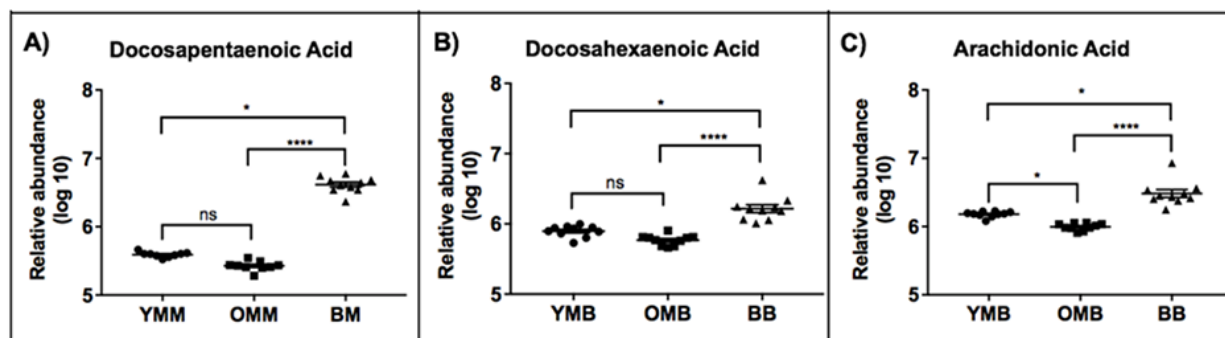 A)
Docosapentaenoic Acid
Relative abundance
(log 10)
8
7
6
5
*
****
ns
YMM OMM BM
B)
Docosahexaenoic Acid
Relative abundance
(log 10)
8
7
6
5
*
****
ns
YMB OMB BB
C)
Arachidonic Acid
Relative abundance
(log 10)
8
7
6
5
*
****
*
YMB OMB BB